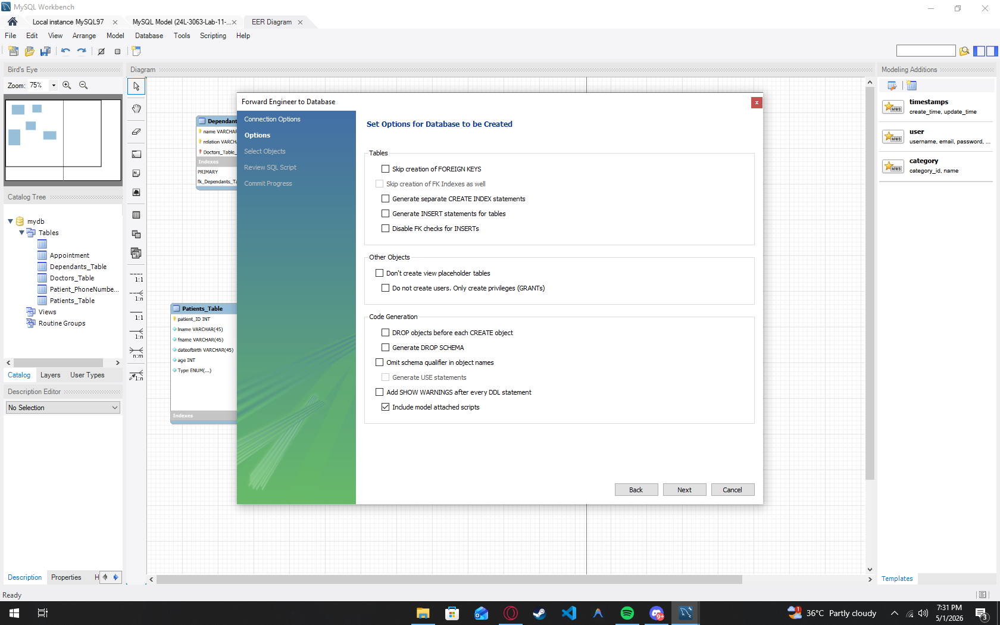 MySQL Workbench
Local instance MySQL97
MySQL Model (24L-3063-Lab-11-...
EER Diagram
File Edit View Arrange Model Database Tools Scripting Help
Bird's Eye
Zoom: 75%
Catalog Tree
mydb
Tables
Appointment
Dependants_Table
Doctors_Table
Patient_PhoneNumbe...
Patients_Table
Views
Routine Groups
Catalog Layers User Types
Description Editor
No Selection
Description Properties H
Ready
Diagram
1:1
1:n
1:1
1:n
n:m
1:n
Dependant
name VARCHAR
relation VARCH
Doctors_Table_
Indexes
PRIMARY
fk_Dependants_Ta
Patients_Table
patient_ID INT
lname VARCHAR(45)
fname VARCHAR(45)
dateofbirth VARCHAR(45)
age INT
Type ENUM(...)
Indexes
Forward Engineer to Database
x
Connection Options
Options
Select Objects
Review SQL Script
Commit Progress
Set Options for Database to be Created
Tables
Skip creation of FOREIGN KEYS
Skip creation of FK Indexes as well
Generate separate CREATE INDEX statements
Generate INSERT statements for tables
Disable FK checks for INSERTs
Other Objects
Don't create view placeholder tables
Do not create users. Only create privileges (GRANTs)
Code Generation
DROP objects before each CREATE object
Generate DROP SCHEMA
Omit schema qualifier in object names
Generate USE statements
Add SHOW WARNINGS after every DDL statement
Include model attached scripts
Back Next Cancel
Modeling Additions
MWB
timestamps
create_time, update_time
MWB
user
username, email, password, ...
MWB
category
category_id, name
Templates
1
9+
36°C Partly cloudy
7:31 PM
5/1/2026
3